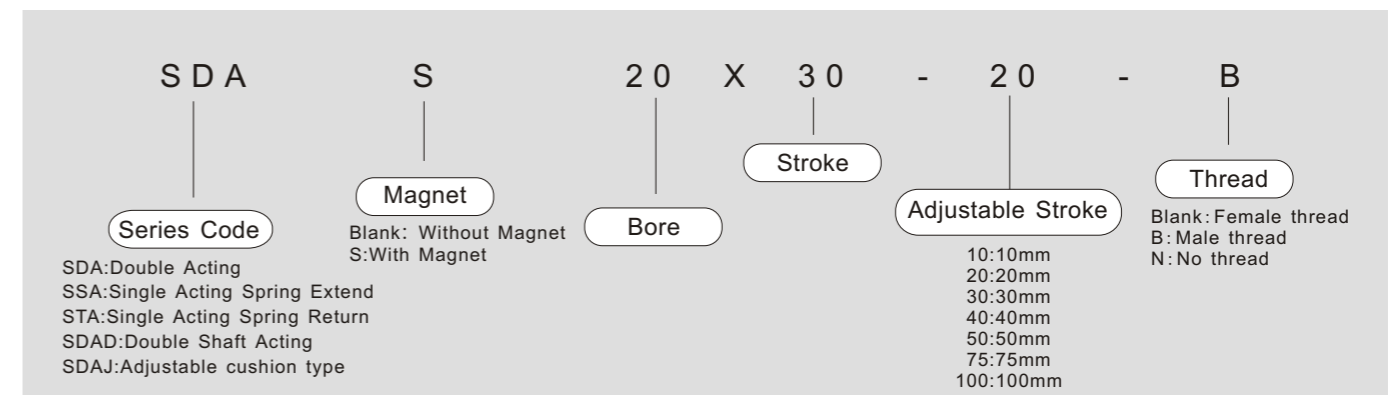 SDA S 20 X 30 - 20 - B
Stroke
Magnet
Blank: Without Magnet
S:With Magnet
Series Code
SDA:Double Acting
SSA:Single Acting Spring Extend
STA:Single Acting Spring Return
SDAD:Double Shaft Acting
SDAJ:Adjustable cushion type
Bore
Adjustable Stroke
10:10mm
20:20mm
30:30mm
40:40mm
50:50mm
75:75mm
100:100mm
Thread
Blank:Female thread
B:Male thread
N:No thread